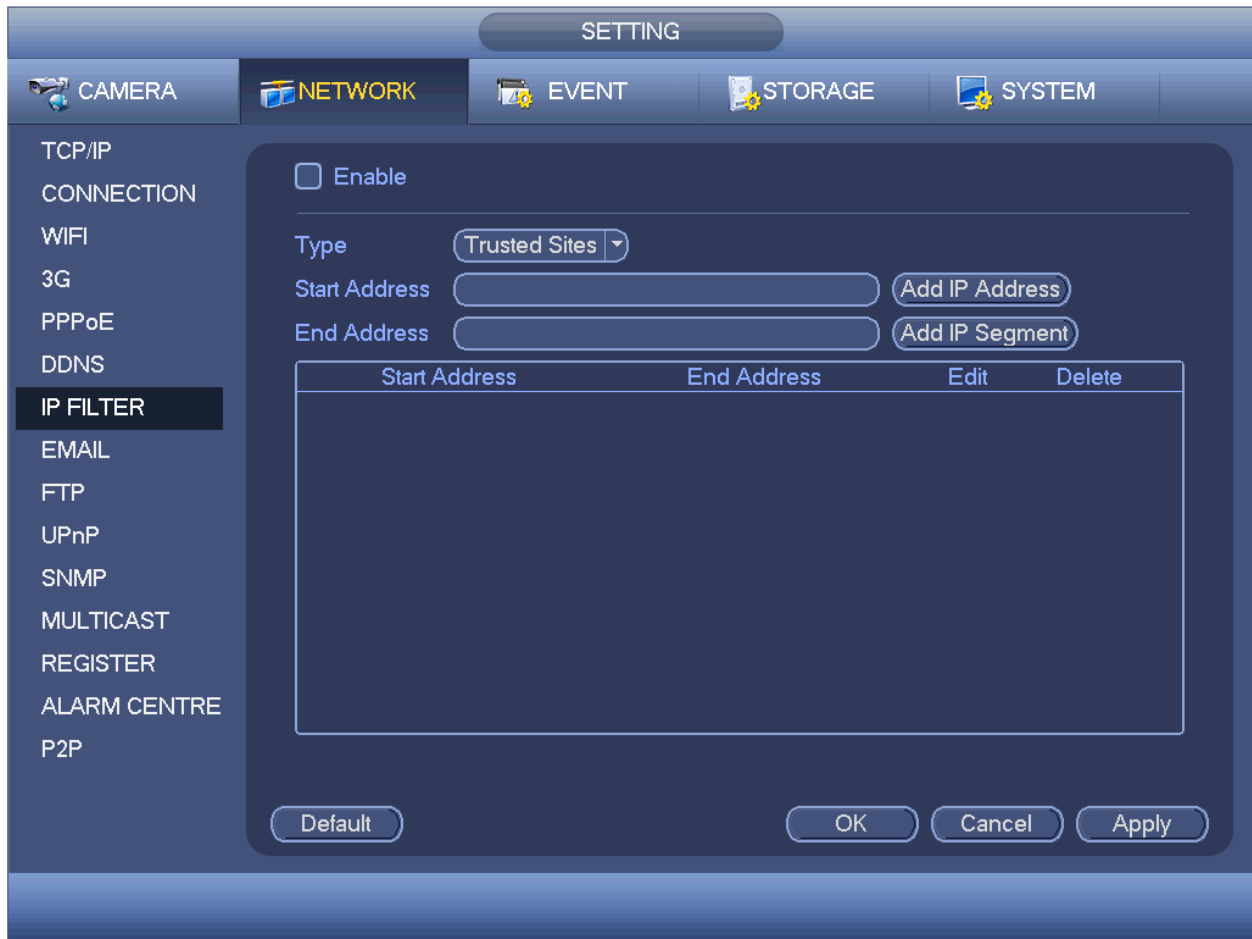 SETTING
CAMERA NETWORK EVENT STORAGE SYSTEM
TCP/IP
CONNECTION
WIFI
3G
PPPoE
DDNS
IP FILTER
EMAIL
FTP
UPnP
SNMP
MULTICAST
REGISTER
ALARM CENTRE
P2P
Enable
Type Trusted Sites
Start Address Add IP Address
End Address Add IP Segment
Start Address End Address Edit Delete
Default OK Cancel Apply